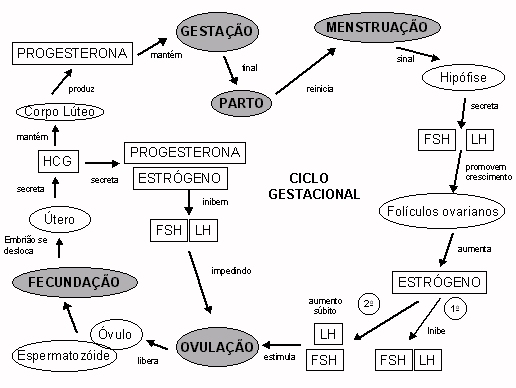 GESTAÇÃO
MENSTRUAÇÃO
PROGESTERONA
mantém
final
sinal
Hipófise
produz
PARTO
reinicia
Corpo Lúteo
secreta
mantém
FSH LH
HCG
secreta
PROGESTERONA
ESTRÓGENO
CICLO
GESTACIONAL
promovem
crescimento
secreta
inibem
Útero
FSH LH
Folículos ovarianos
Embrião se
desloca
aumenta
impedindo
FECUNDAÇÃO
ESTRÓGENO
2º
1º
aumento
súbito
Inibe
Óvulo
OVULAÇÃO
LH
Espermatozóide
libera
estimula
FSH
FSH LH